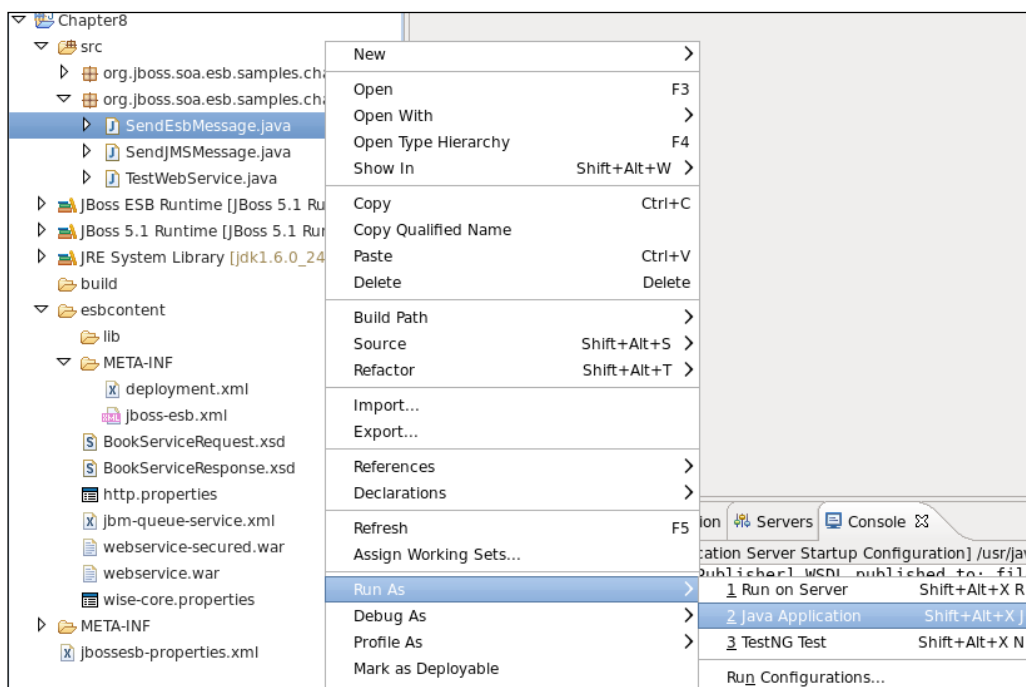 Chapter8
src
org.jboss.soa.esb.samples.cha
org.jboss.soa.esb.samples.cha
SendEsbMessage.java
SendJMSMessage.java
TestWebService.java
JBoss ESB Runtime [JBoss 5.1 Ru
JBoss 5.1 Runtime [JBoss 5.1 Rur
JRE System Library [jdk1.6.0_24
build
esbcontent
lib
META-INF
deployment.xml
jboss-esb.xml
BookServiceRequest.xsd
BookServiceResponse.xsd
http.properties
jbm-queue-service.xml
webservice-secured.war
webservice.war
wise-core.properties
META-INF
jbossesb-properties.xml
New
Open F3
Open With
Open Type Hierarchy F4
Show In Shift+Alt+W
Copy Ctrl+C
Copy Qualified Name
Paste Ctrl+V
Delete Delete
Build Path
Source Shift+Alt+S
Refactor Shift+Alt+T
Import...
Export...
References
Declarations
Refresh F5
Assign Working Sets...
Run As
Debug As
Profile As
Mark as Deployable
ion Servers Console
cation Server Startup Configuration] /usr/jav
Publisher] WSDL published to: fil
1 Run on Server Shift+Alt+X R
2 Java Application Shift+Alt+X J
3 TestNG Test Shift+Alt+X N
Run Configurations...